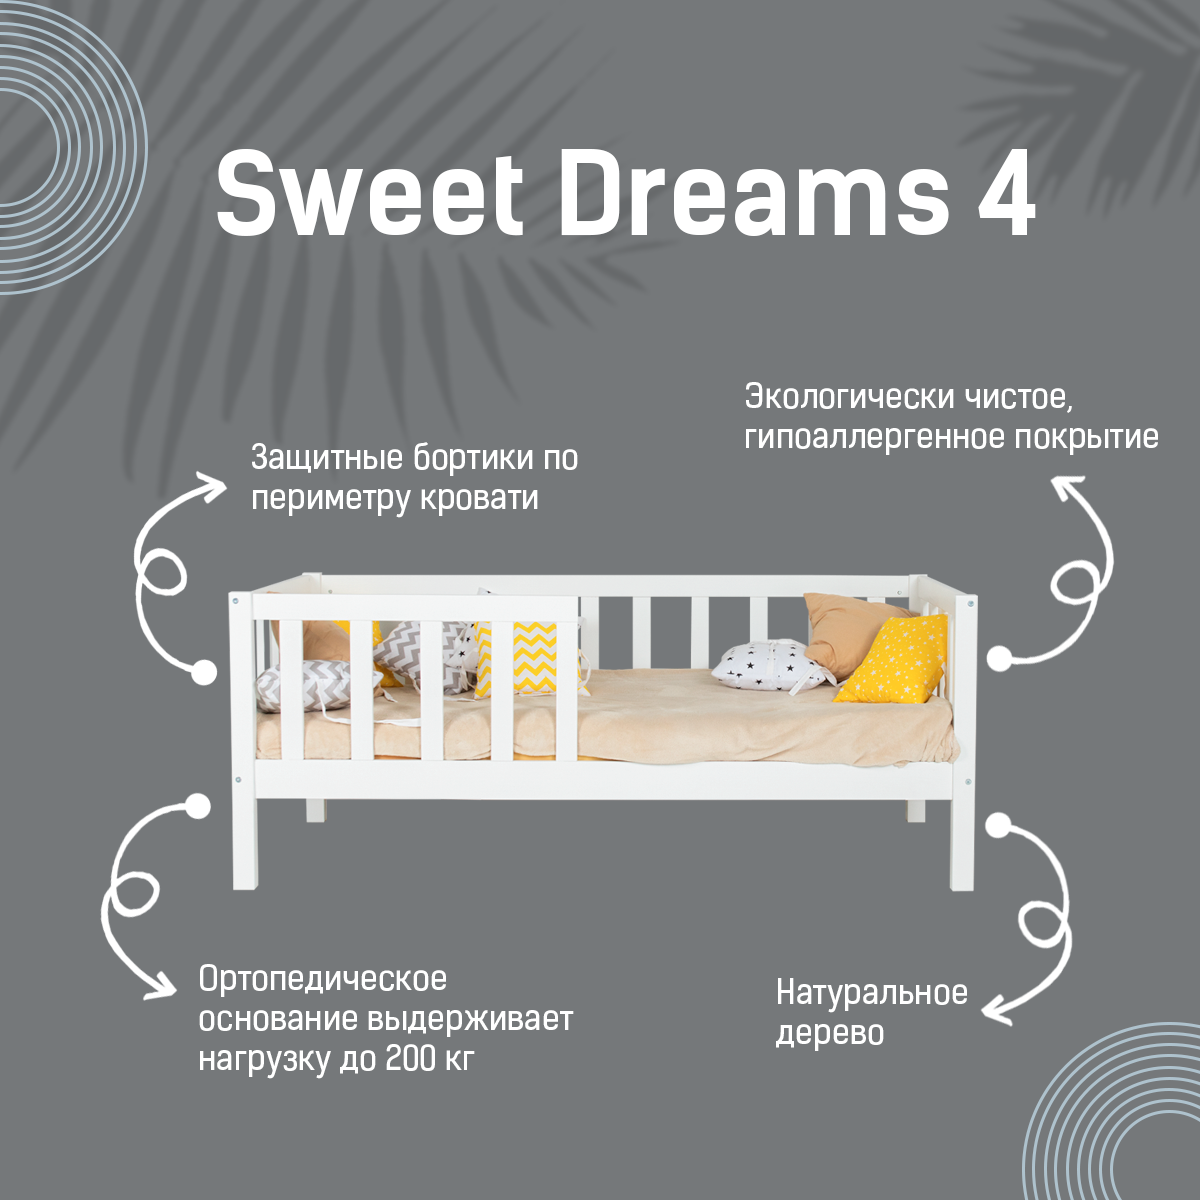 Sweet Dreams 4
Экологически чистое,
гипоаллергенное покрытие
Защитные бортики по
периметру кровати
Ортопедическое
основание выдерживает
нагрузку до 200 кг
Натуральное
дерево